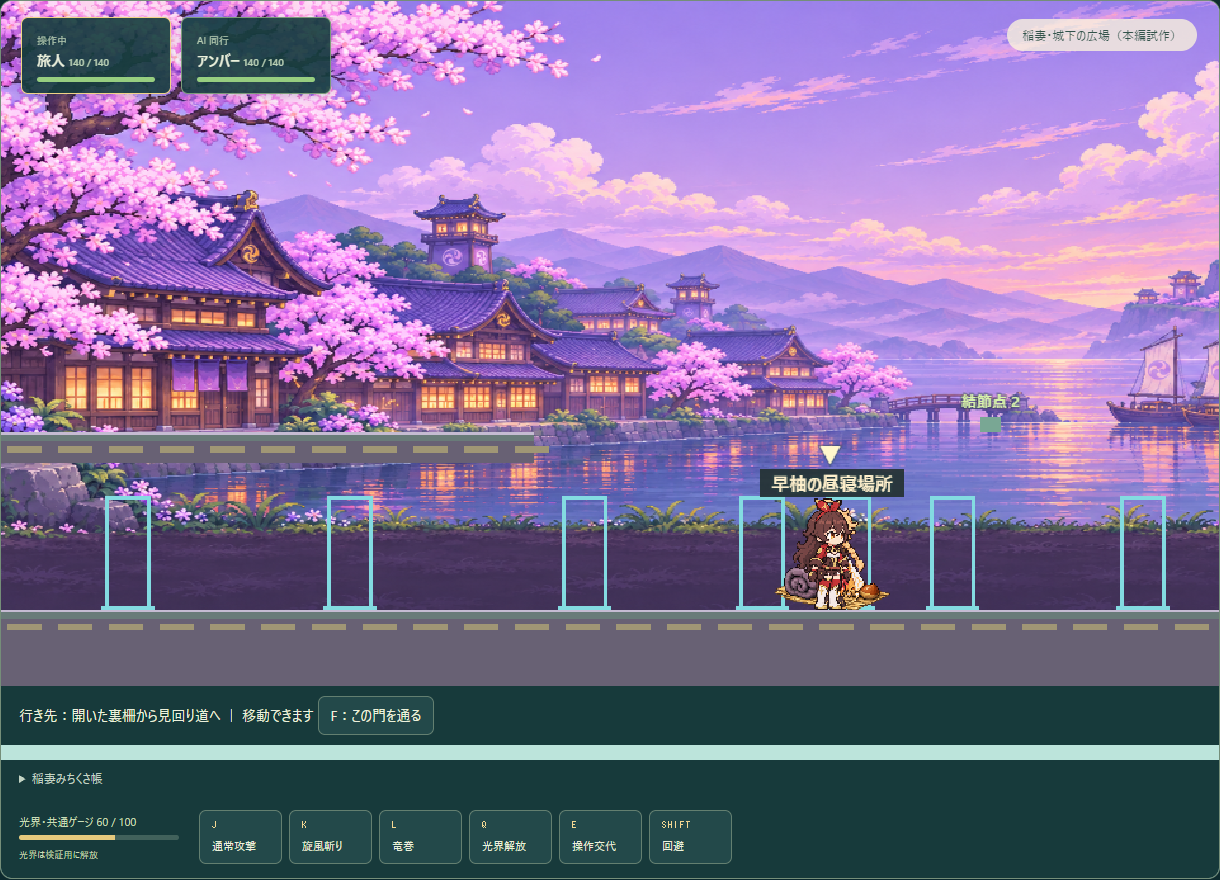 操作中
旅人 140 / 140
AI 同行
アンバー 140 / 140
稲妻・城下の広場（本編試作）
結節点 2
早柚の昼寝場所
行き先：開いた裏柵から見回り道へ ｜ 移動できます
F：この門を通る
▶ 稲妻みちくさ帳
光界・共通ゲージ 60 / 100
光界は検証用に解放
J
通常攻撃
K
旋風斬り
L
竜巻
Q
光界解放
E
操作交代
SHIFT
回避